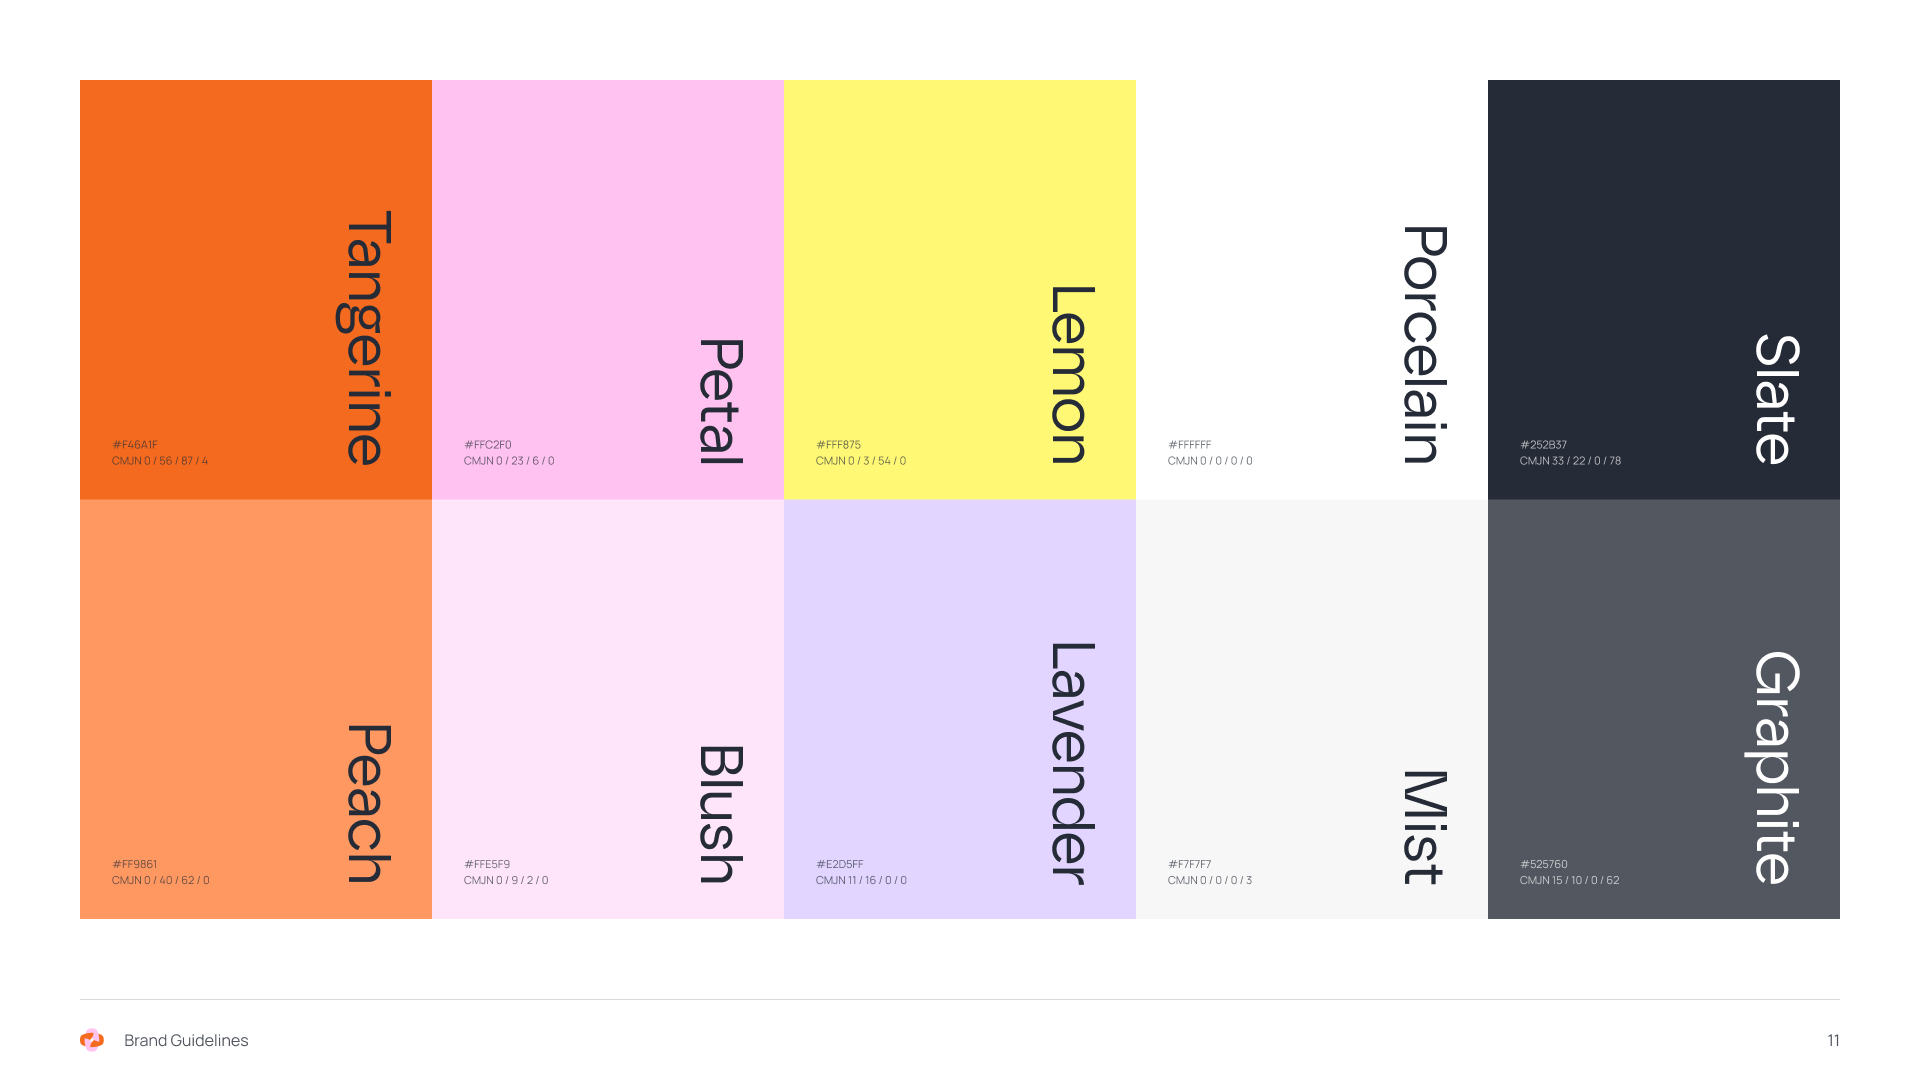 Tangerine
#F46A1F
CMJN 0 / 56 / 87 / 4
Petal
#FFC2F0
CMJN 0 / 23 / 6 / 0
Lemon
#FFF875
CMJN 0 / 3 / 54 / 0
Porcelain
#FFFFFF
CMJN 0 / 0 / 0 / 0
Slate
#252B37
CMJN 33 / 22 / 0 / 78
Peach
#FF9861
CMJN 0 / 40 / 62 / 0
Blush
#FFE5F9
CMJN 0 / 9 / 2 / 0
Lavender
#E2D5FF
CMJN 11 / 16 / 0 / 0
Mist
#F7F7F7
CMJN 0 / 0 / 0 / 3
Graphite
#525760
CMJN 15 / 10 / 0 / 62
Brand Guidelines
11